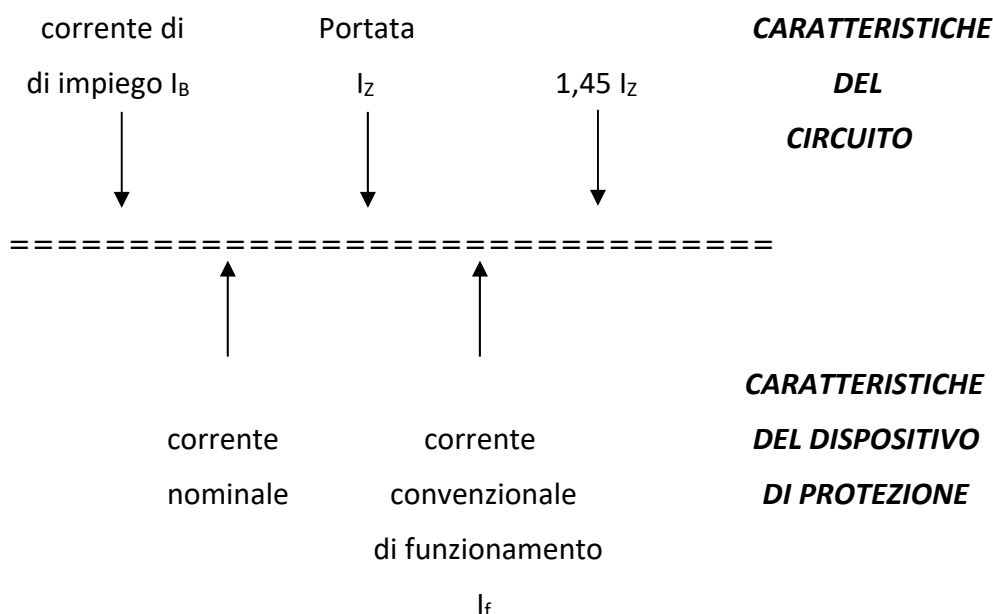 corrente di
di impiego IB
Portata
IZ
1,45 IZ
CARATTERISTICHE
DEL
CIRCUITO
================================
corrente
nominale
corrente
convenzionale
di funzionamento
If
CARATTERISTICHE
DEL DISPOSITIVO
DI PROTEZIONE